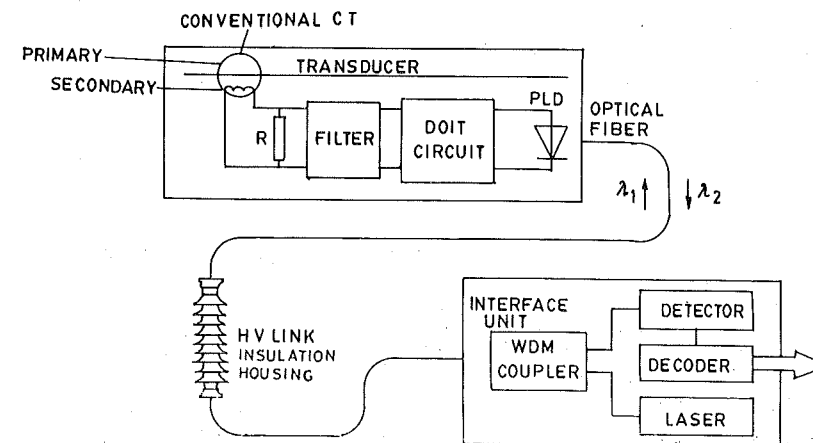 CONVENTIONAL CT
PRIMARY
TRANSDUCER
SECONDARY
PLD
OPTICAL
FIBER
R
FILTER
DOIT
CIRCUIT
λ1
λ2
HV LINK
INSULATION
HOUSING
INTERFACE
UNIT
DETECTOR
WDM
COUPLER
DECODER
LASER